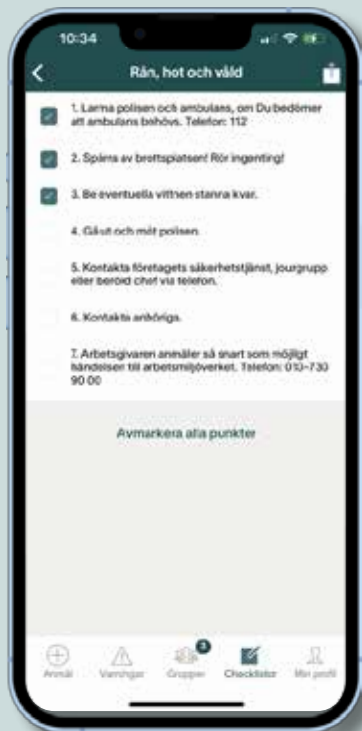 10:34
Rån, hot och våld
1. Larma polisen och ambulans, om Du bedömer
att ambulans behövs. Telefon: 112
2. Spärra av brottsplatsen! Rör ingenting!
3. Be eventuella vittnen stanna kvar.
4. Gå ut och möt polisen.
5. Kontakta företagets säkerhetstjänst, jourgrupp
eller berörd chef via telefon.
6. Kontakta anhöriga.
7. Arbetsgivaren anmäler så snart som möjligt
händelsen till arbetsmiljöverket. Telefon: 010-730
90 00
Avmarkera alla punkter
3
Anmäl
Varningar
Grupper
Checklistor
Min profil